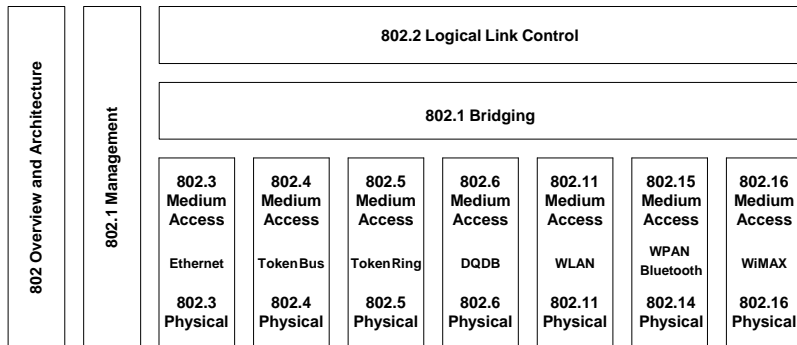 802 Overview and Architecture
802.1 Management
802.2 Logical Link Control
802.1 Bridging
802.3
Medium
Access
Ethernet
802.3
Physical
802.4
Medium
Access
Token Bus
802.4
Physical
802.5
Medium
Access
Token Ring
802.5
Physical
802.6
Medium
Access
DQDB
802.6
Physical
802.11
Medium
Access
WLAN
802.11
Physical
802.15
Medium
Access
WPAN
Bluetooth
802.14
Physical
802.16
Medium
Access
WiMAX
802.16
Physical